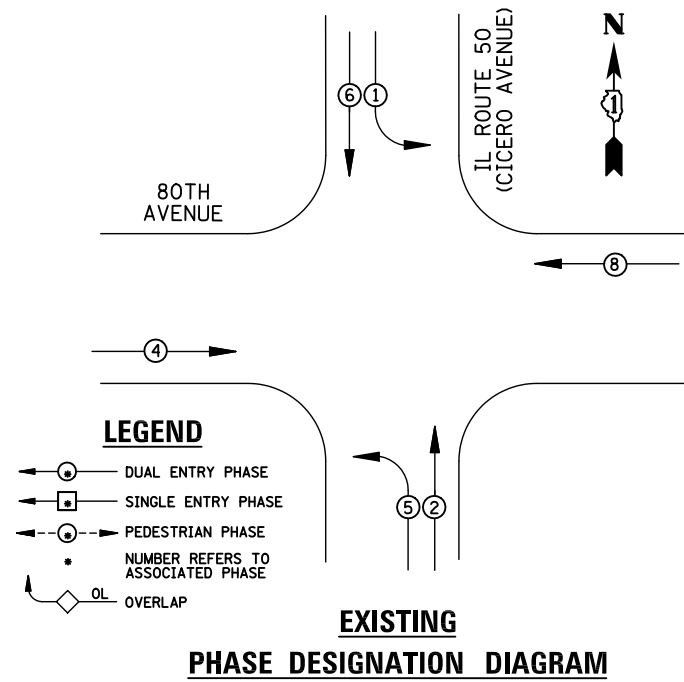 N
1
IL ROUTE 50
(CICERO AVENUE)
6
1
80TH
AVENUE
8
4
5
2
LEGEND
* DUAL ENTRY PHASE
* SINGLE ENTRY PHASE
* PEDESTRIAN PHASE
* NUMBER REFERS TO
ASSOCIATED PHASE
OL OVERLAP
EXISTING
PHASE DESIGNATION DIAGRAM